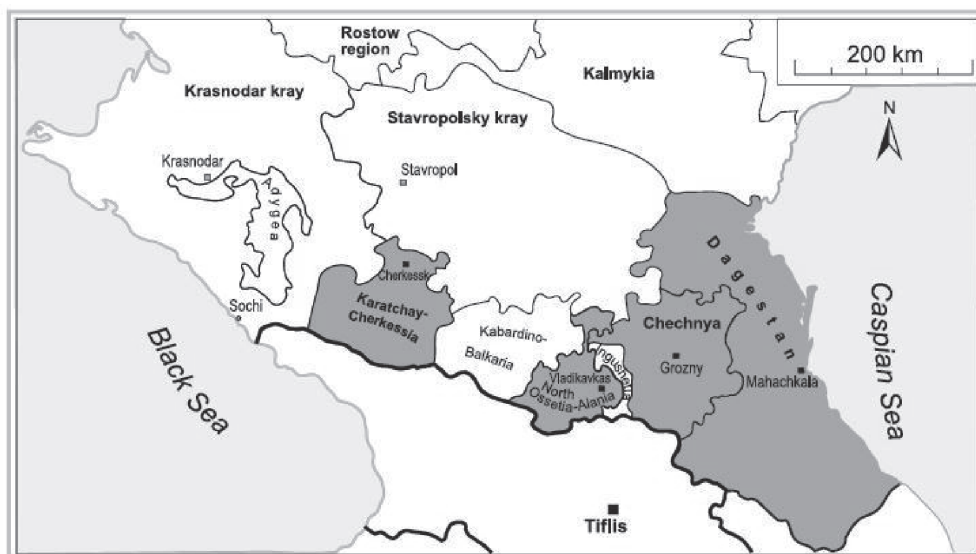 Rostow
region
200 km
Kalmykia
Krasnodar kray
N
Stavropolsky kray
Krasnodar
Stavropol
Adygea
Dagestan
Cherkessk
Sochi
Karatchay-
Cherkessia
Caspian Sea
Black Sea
Kabardino-
Balkaria
Chechnya
Ingushetia
Grozny
Mahachkala
Vladikavkas
North
Ossetia-Alania
Tiflis